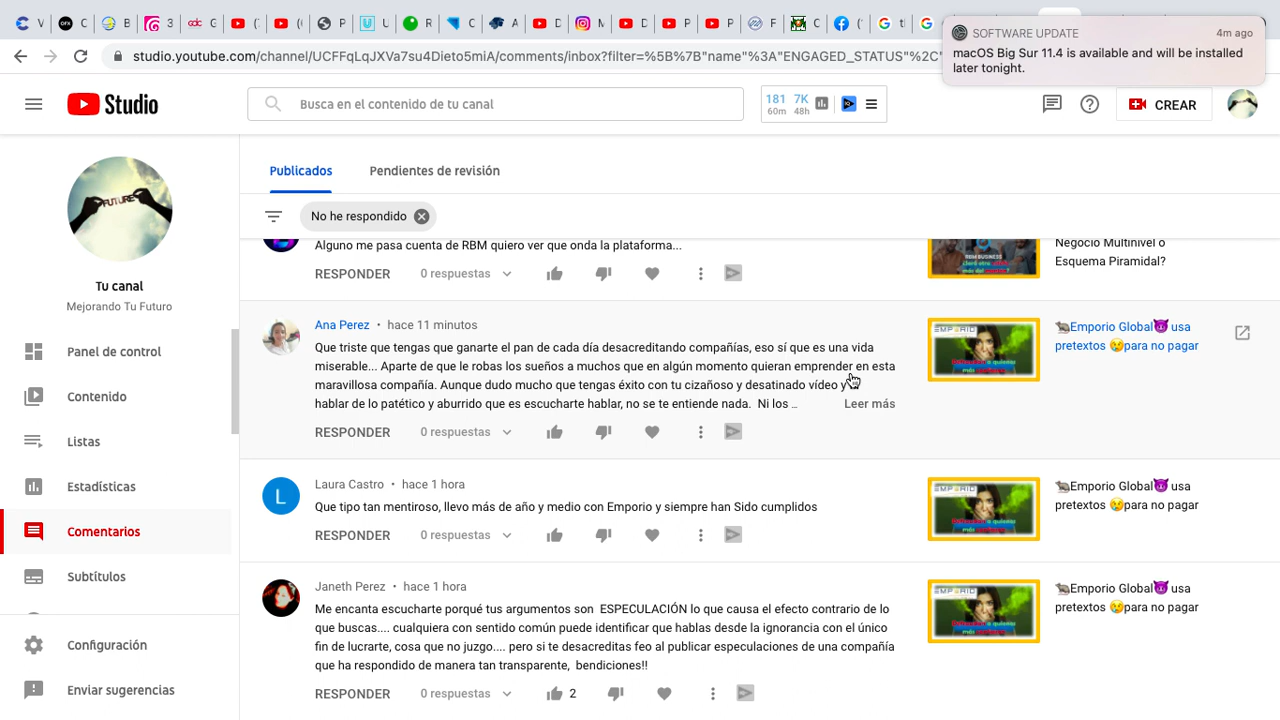 V
OFX C
B
3
cdc G
(
(
P
U
R
C
A
D
M
D
P
P
F
C
(
tl
SOFTWARE UPDATE 4m ago
macOS Big Sur 11.4 is available and will be installed
later tonight.
studio.youtube.com/channel/UCFFqLqJXVa7su4Dieto5miA/comments/inbox?filter=%5B%7B"name"%3A"ENGAGED_STATUS"%2C"
Studio
Busca en el contenido de tu canal
181 7K
60m 48h
CREAR
FUTURE
Tu canal
Mejorando Tu Futuro
Panel de control
Contenido
Listas
Estadísticas
Comentarios
Subtítulos
Configuración
Enviar sugerencias
Publicados Pendientes de revisión
No he respondido
Alguno me pasa cuenta de RBM quiero ver que onda la plataforma...
RESPONDER 0 respuestas
RBM BUSINESS
Negocio Multinivel o
Esquema Piramidal?
Ana Perez • hace 11 minutos
Que triste que tengas que ganarte el pan de cada día desacreditando compañías, eso sí que es una vida
miserable... Aparte de que le robas los sueños a muchos que en algún momento quieran emprender en esta
maravillosa compañía. Aunque dudo mucho que tengas éxito con tu cizañoso y desatinado vídeo y
hablar de lo patético y aburrido que es escucharte hablar, no se te entiende nada. Ni los ... Leer más
RESPONDER 0 respuestas
EMPORIO
🐀Emporio Global😈 usa
pretextos 😢para no pagar
Laura Castro • hace 1 hora
L
Que tipo tan mentiroso, llevo más de año y medio con Emporio y siempre han Sido cumplidos
RESPONDER 0 respuestas
EMPORIO
🐀Emporio Global😈 usa
pretextos 😢para no pagar
Janeth Perez • hace 1 hora
Me encanta escucharte porqué tus argumentos son ESPECULACIÓN lo que causa el efecto contrario de lo
que buscas.... cualquiera con sentido común puede identificar que hablas desde la ignorancia con el único
fin de lucrarte, cosa que no juzgo.... pero si te desacreditas feo al publicar especulaciones de una compañía
que ha respondido de manera tan transparente, bendiciones!!
RESPONDER 0 respuestas 2
EMPORIO
🐀Emporio Global😈 usa
pretextos 😢para no pagar